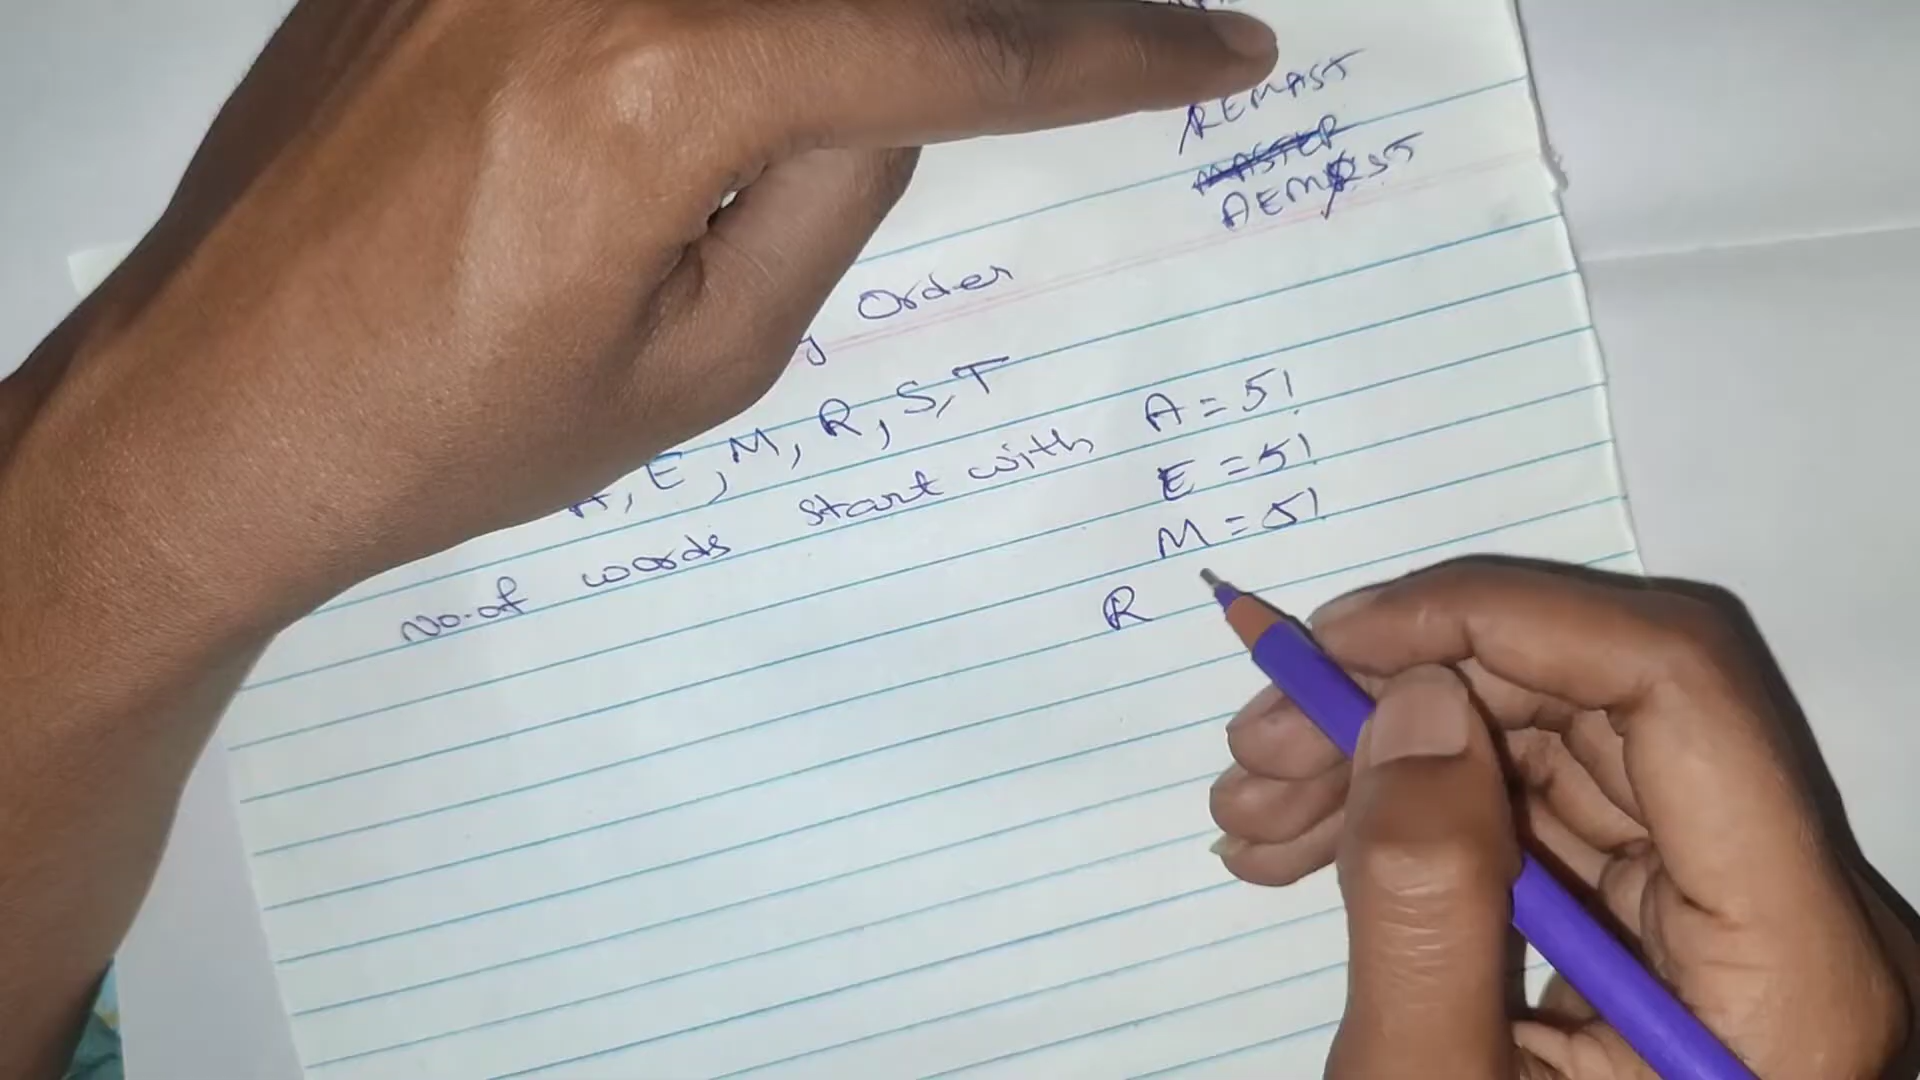 REMAST
MASTER
AEMRST
y Order
A, E, M, R, S, T
No. of words start with A = 5!
E = 5!
M = 5!
R